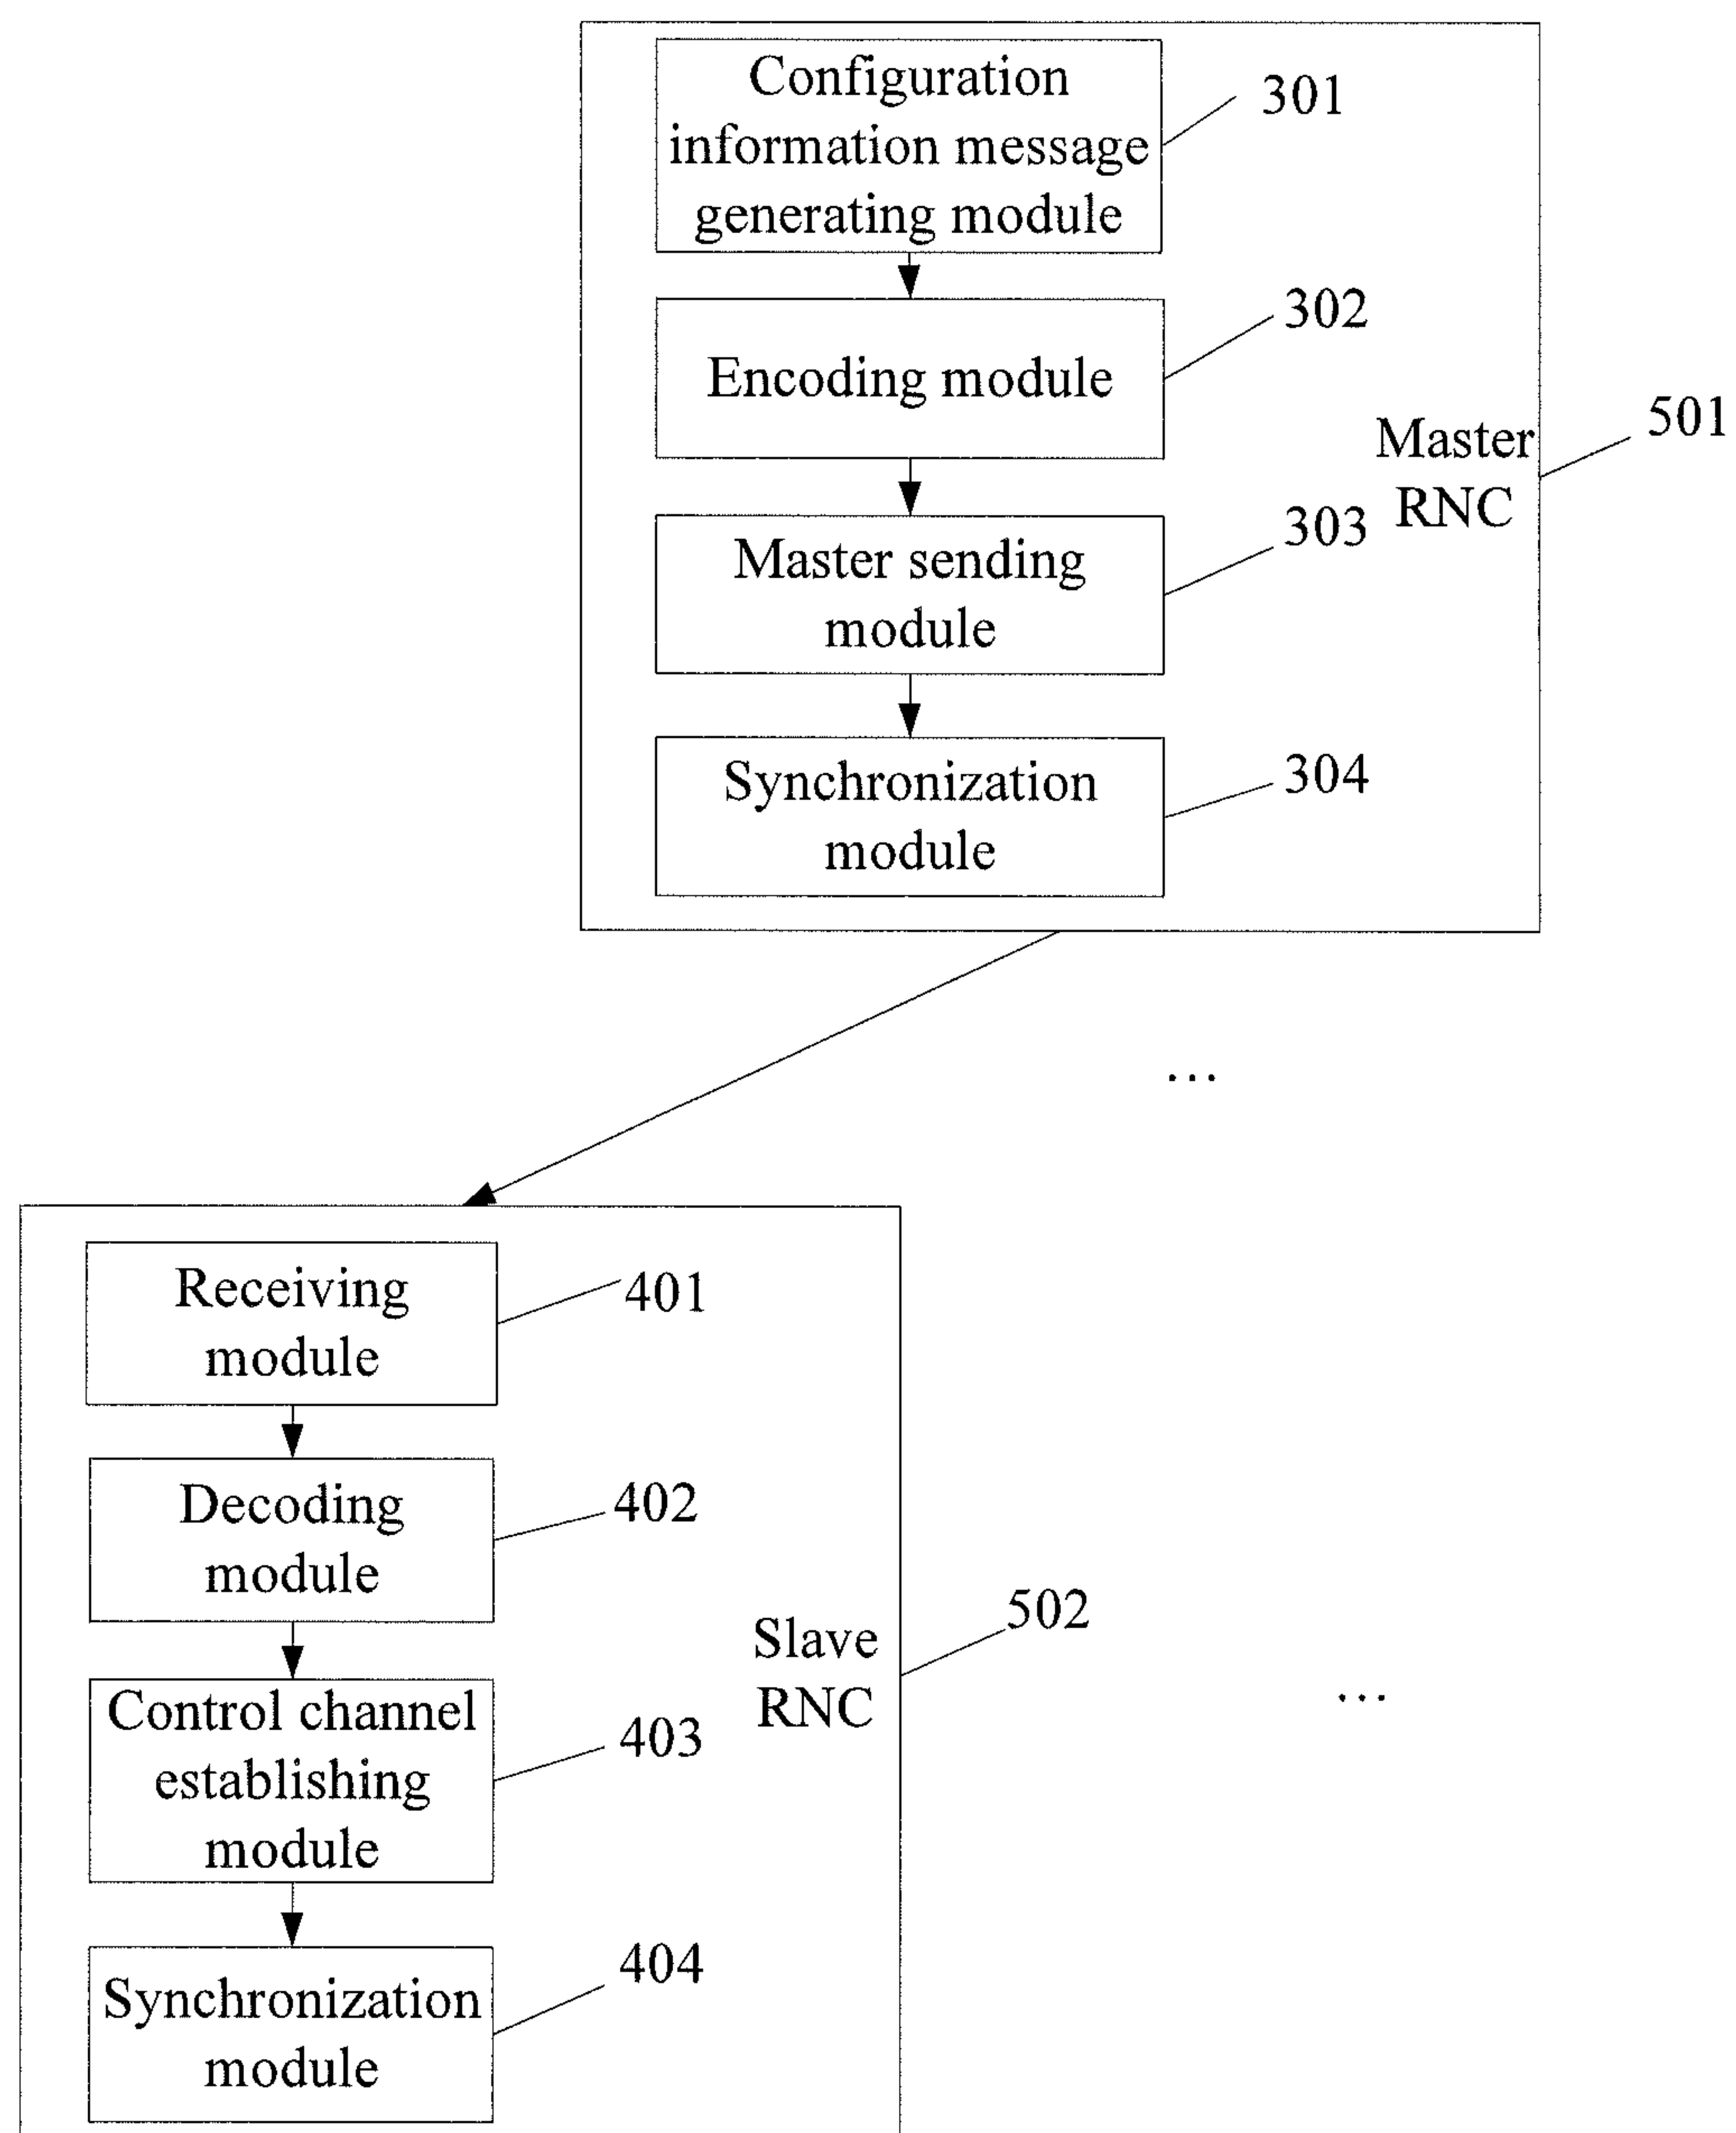 Configuration
information message
generating module
301
Encoding module
302
Master
RNC
501
Master sending
module
303
Synchronization
module
304
...
Receiving
module
401
Decoding
module
402
Slave
RNC
502
Control channel
establishing
module
403
...
Synchronization
module
404